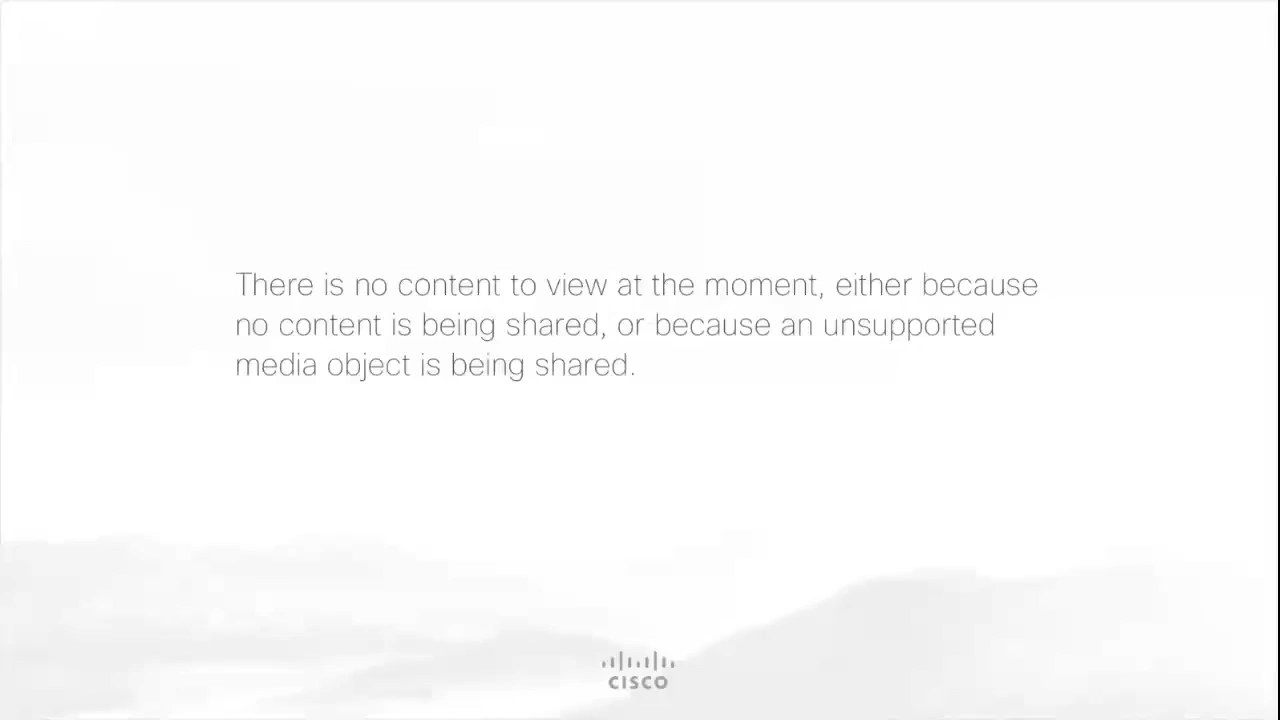 There is no content to view at the moment, either because
no content is being shared, or because an unsupported
media object is being shared.
CISCO